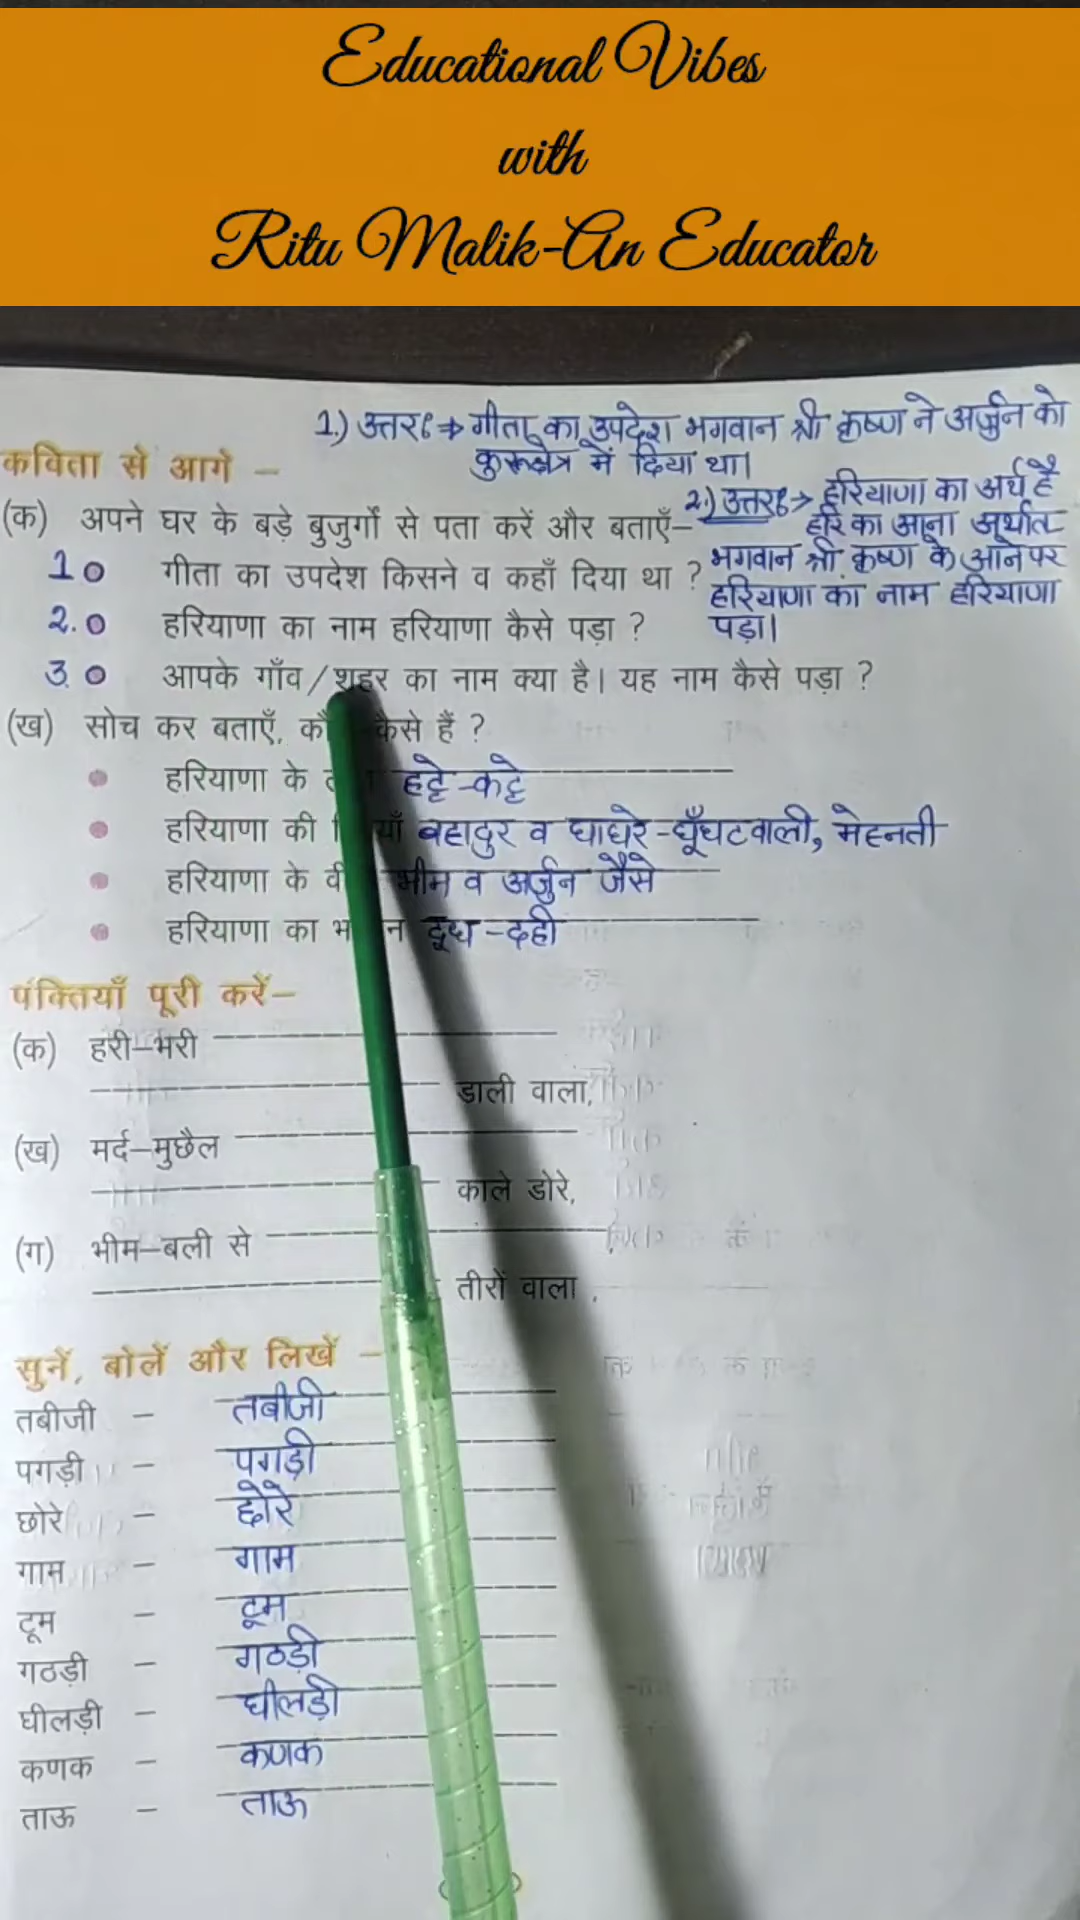 Educational Vibes
with
Ritu Malik-An Educator
1.) उत्तरः→ गीता का उपदेश भगवान श्री कृष्ण ने अर्जुन को
कुरूक्षेत्र में दिया था।
कविता से आगे –
2.) उत्तरः→ हरियाणा का अर्थ है
(क) अपने घर के बड़े बुजुर्गो से पता करें और बताएँ–
हरि का आना अर्थात
1 गीता का उपदेश किसने व कहाँ दिया था ?
भगवान श्री कृष्ण के आने पर
हरियाणा का नाम हरियाणा
2. हरियाणा का नाम हरियाणा कैसे पड़ा ?
पड़ा।
3. आपके गाँव/शहर का नाम क्या है। यह नाम कैसे पड़ा ?
(ख) सोच कर बताएँ, कैसे हैं ?
हरियाणा के हट्टे-कट्टे
हरियाणा की बहादुर व घाघरे-घूँघटवाली, मेहनती
हरियाणा के भीम व अर्जुन जैसे
हरियाणा का दूध-दही
पंक्तियाँ पूरी करें–
(क) हरी–भरी
डाली वाला,
(ख) मर्द–मुछैल
काले डोरे,
(ग) भीम–बली से
तीरों वाला ,
सुनें, बोलें और लिखें –
तबीजी – तबीजी
पगड़ी – पगड़ी
छोरे – छोरे
गाम – गाम
टूम – टूम
गठड़ी – गठड़ी
घीलड़ी – घीलड़ी
कणक – कणक
ताऊ – ताऊ